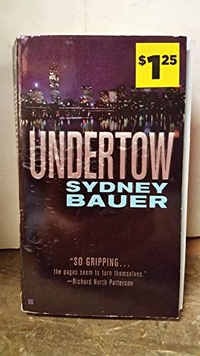 $1.25
UNDERTOW
SYDNEY
BAUER
"SO GRIPPING...
the pages seem to turn themselves."
—Richard North Patterson